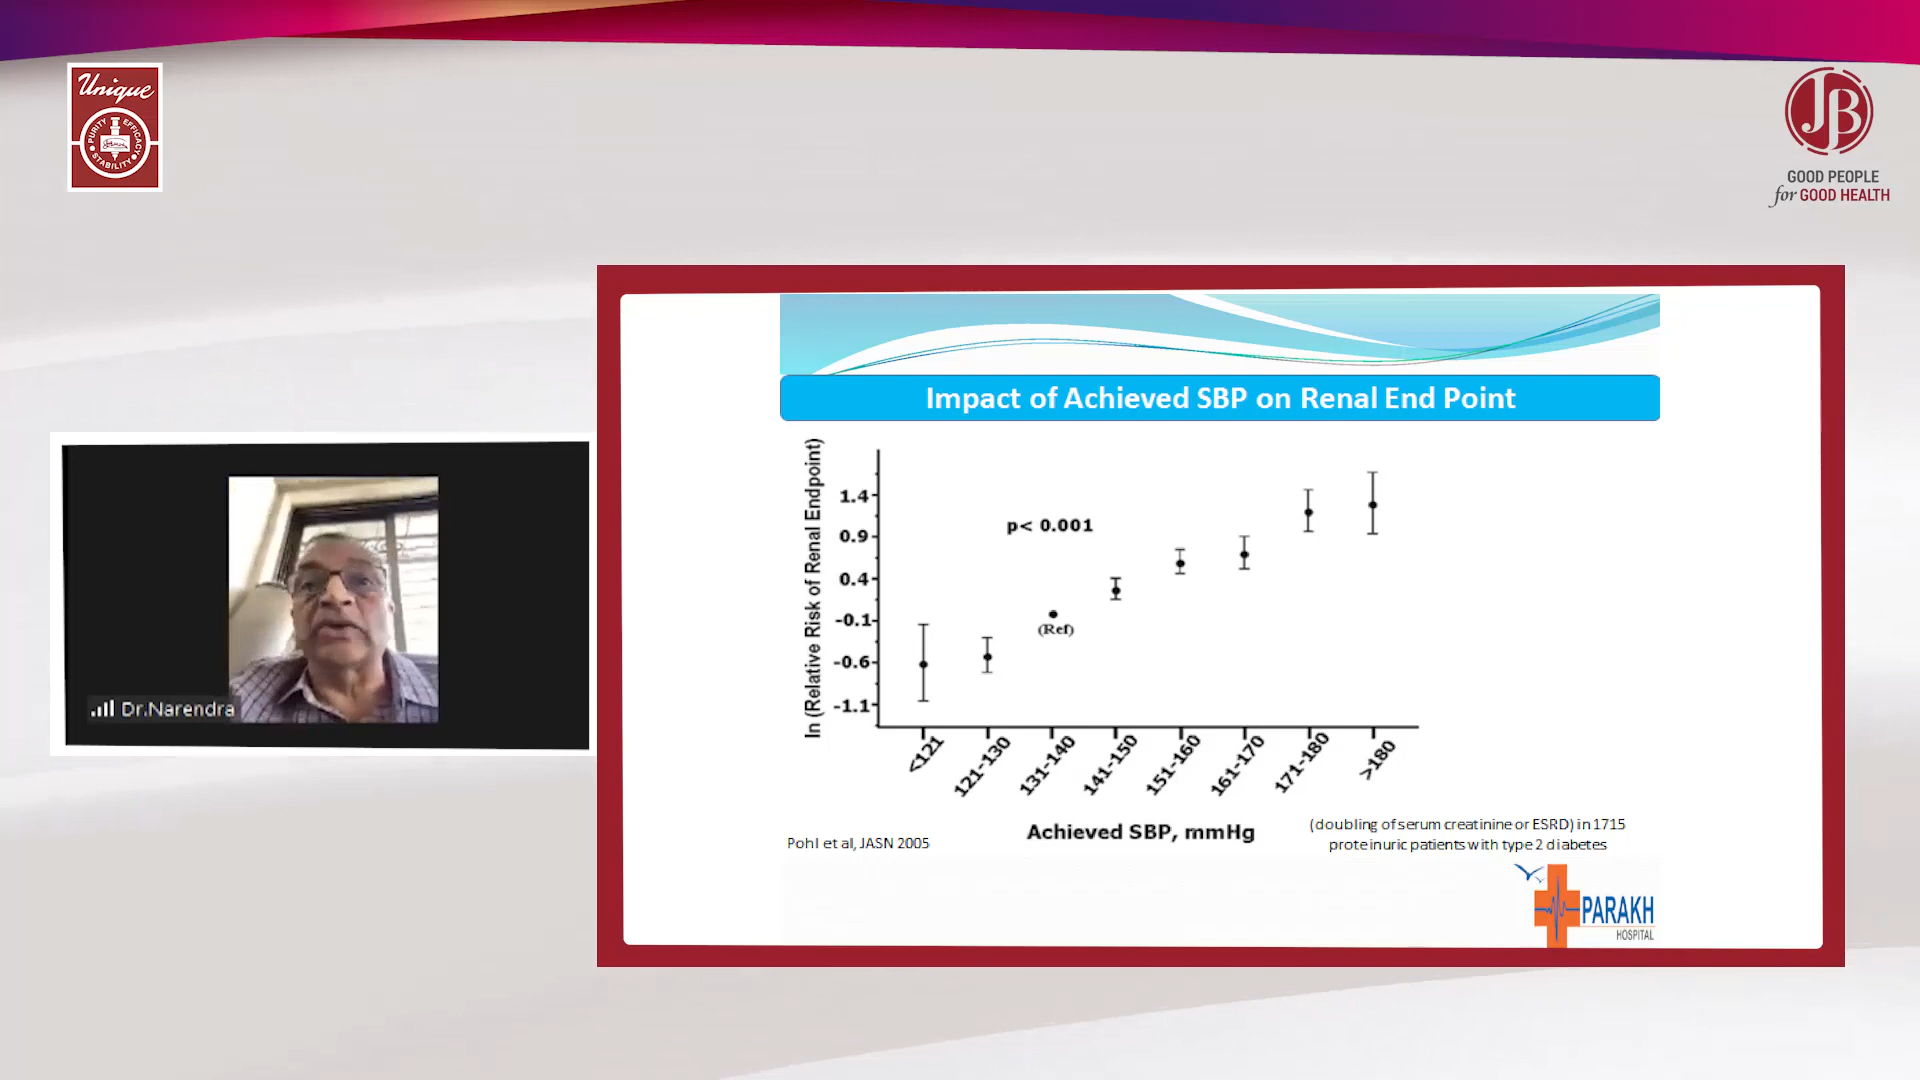 Unique
PURITY EFFICACY
STABILITY
JB
GOOD PEOPLE
for GOOD HEALTH
Impact of Achieved SBP on Renal End Point
ln (Relative Risk of Renal Endpoint)
1.4
0.9
0.4
-0.1
-0.6
-1.1
p< 0.001
(Ref)
<121
121-130
131-140
141-150
151-160
161-170
171-180
>180
Achieved SBP, mmHg
Pohl et al, JASN 2005
(doubling of serum creatinine or ESRD) in 1715
proteinuric patients with type 2 diabetes
PARAKH
HOSPITAL
Dr.Narendra